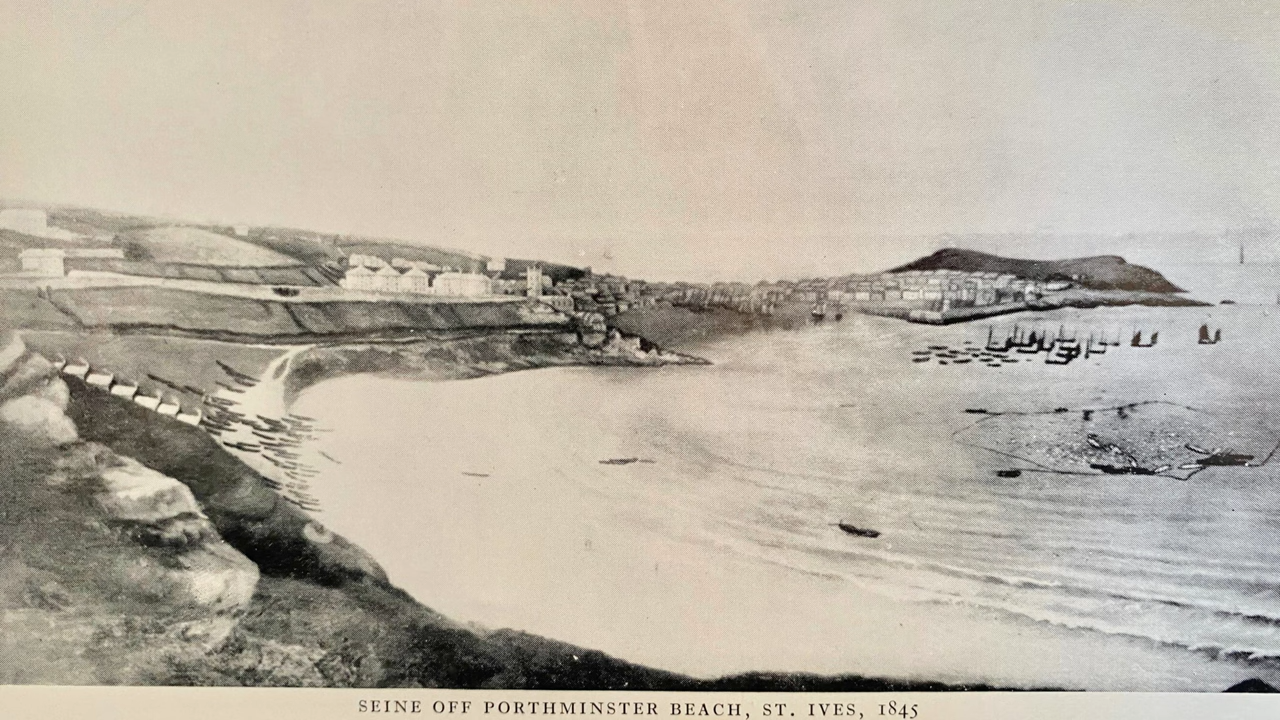 SEINE OFF PORTHMINSTER BEACH, ST. IVES, 1845